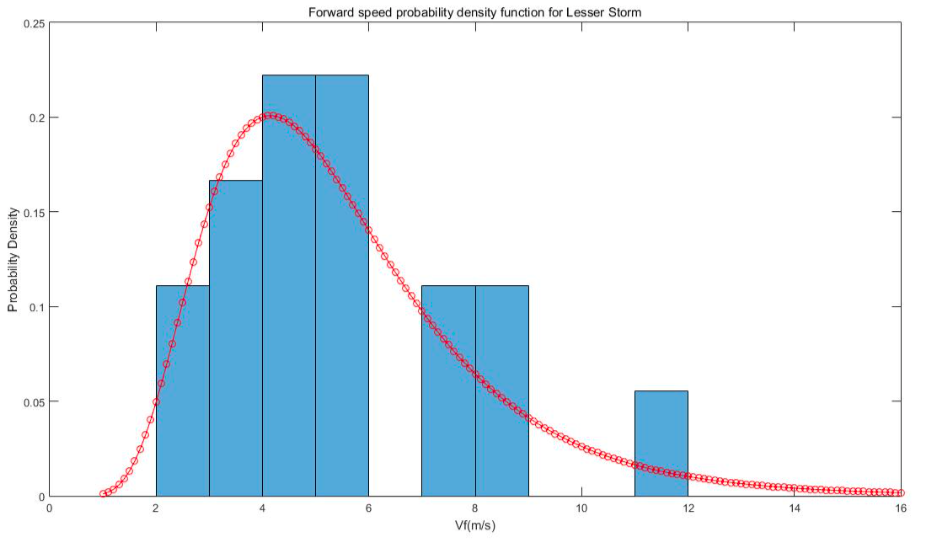 Forward speed probability density function for Lesser Storm
0.25
0.2
0.15
0.1
0.05
0
Probability Density
0 2 4 6 8 10 12 14 16
Vf(m/s)